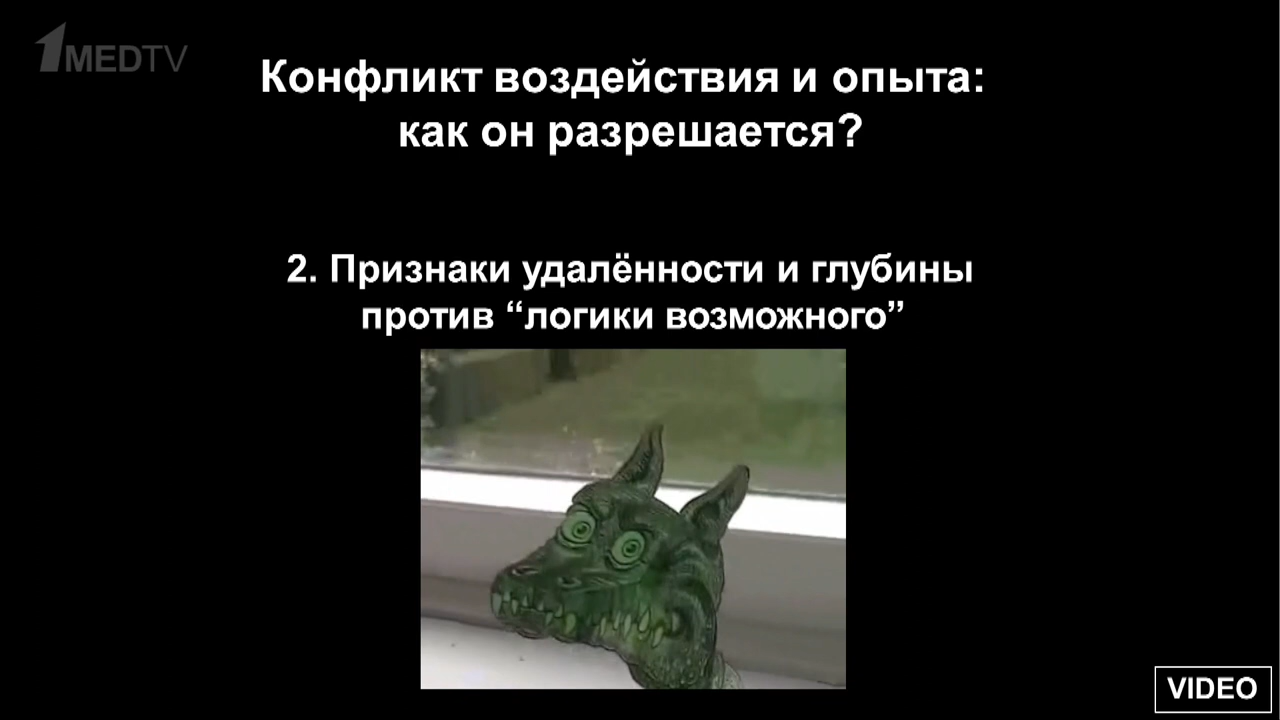 1MEDTV
Конфликт воздействия и опыта:
как он разрешается?
2. Признаки удалённости и глубины
против “логики возможного”
VIDEO